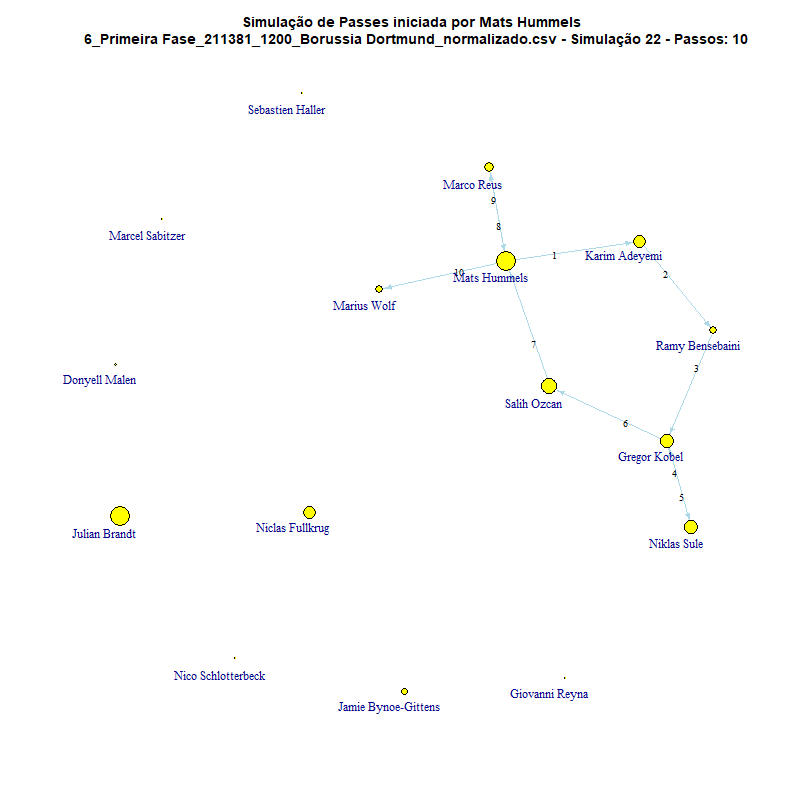 Simulação de Passes iniciada por Mats Hummels
6_Primeira Fase_211381_1200_Borussia Dortmund_normalizado.csv - Simulação 22 - Passos: 10
Sebastien Haller
Marco Reus
9
8
Marcel Sabitzer
1
Karim Adeyemi
10
Mats Hummels
2
Marius Wolf
7
Ramy Bensebaini
3
Donyell Malen
Salih Ozcan
6
Gregor Kobel
4
5
Julian Brandt
Niclas Fullkrug
Niklas Sule
Nico Schlotterbeck
Jamie Bynoe-Gittens
Giovanni Reyna